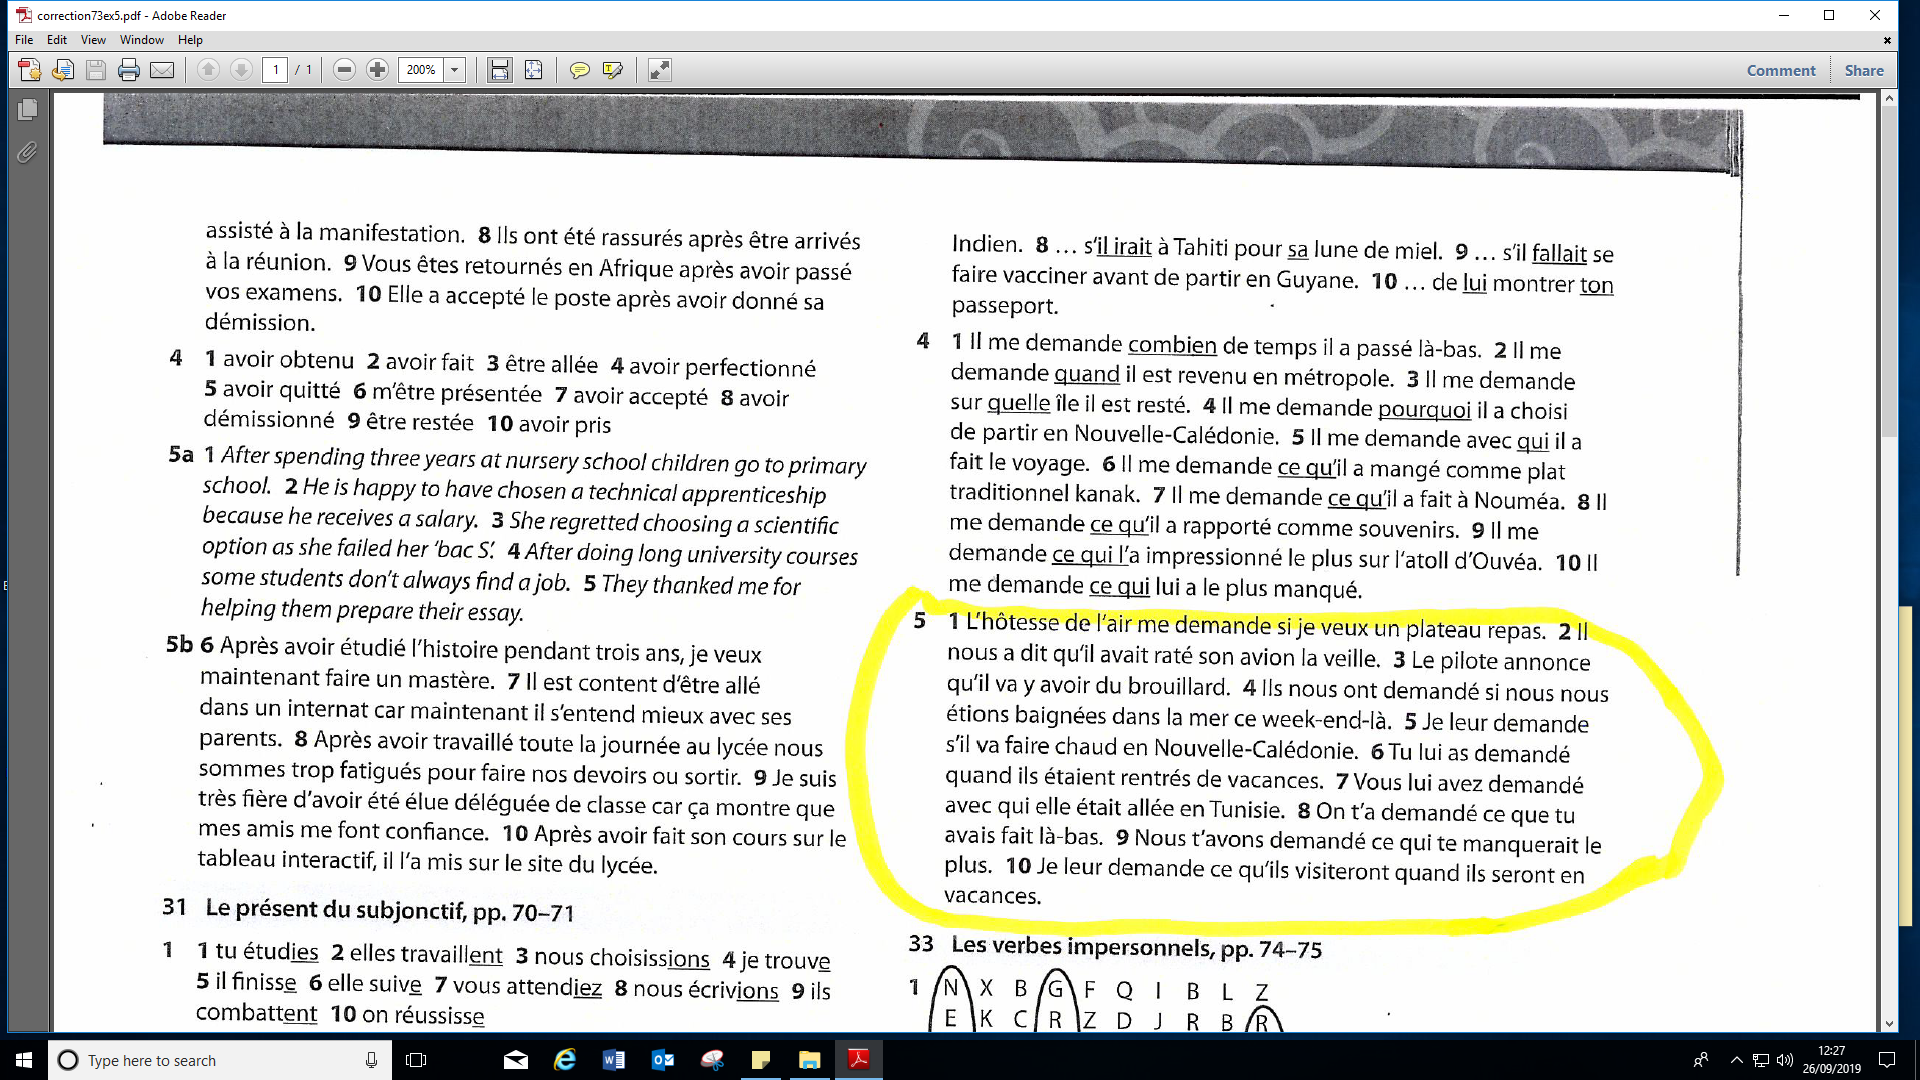 correction73ex5.pdf - Adobe Reader
File Edit View Window Help
1 / 1 200% Comment Share
assisté à la manifestation. 8 Ils ont été rassurés après être arrivés
à la réunion. 9 Vous êtes retournés en Afrique après avoir passé
vos examens. 10 Elle a accepté le poste après avoir donné sa
démission.
4 1 avoir obtenu 2 avoir fait 3 être allée 4 avoir perfectionné
5 avoir quitté 6 m'être présentée 7 avoir accepté 8 avoir
démissionné 9 être restée 10 avoir pris
5a 1 After spending three years at nursery school children go to primary
school. 2 He is happy to have chosen a technical apprenticeship
because he receives a salary. 3 She regretted choosing a scientific
option as she failed her 'bac S'. 4 After doing long university courses
some students don't always find a job. 5 They thanked me for
helping them prepare their essay.
5b 6 Après avoir étudié l'histoire pendant trois ans, je veux
maintenant faire un mastère. 7 Il est content d'être allé
dans un internat car maintenant il s'entend mieux avec ses
parents. 8 Après avoir travaillé toute la journée au lycée nous
sommes trop fatigués pour faire nos devoirs ou sortir. 9 Je suis
très fière d'avoir été élue déléguée de classe car ça montre que
mes amis me font confiance. 10 Après avoir fait son cours sur le
tableau interactif, il l'a mis sur le site du lycée.
31 Le présent du subjonctif, pp. 70–71
1 1 tu étudies 2 elles travaillent 3 nous choisissions 4 je trouve
5 il finisse 6 elle suive 7 vous attendiez 8 nous écrivions 9 ils
combattent 10 on réussisse
Indien. 8 … s'il irait à Tahiti pour sa lune de miel. 9 … s'il fallait se
faire vacciner avant de partir en Guyane. 10 … de lui montrer ton
passeport.
4 1 Il me demande combien de temps il a passé là-bas. 2 Il me
demande quand il est revenu en métropole. 3 Il me demande
sur quelle île il est resté. 4 Il me demande pourquoi il a choisi
de partir en Nouvelle-Calédonie. 5 Il me demande avec qui il a
fait le voyage. 6 Il me demande ce qu'il a mangé comme plat
traditionnel kanak. 7 Il me demande ce qu'il a fait à Nouméa. 8 Il
me demande ce qu'il a rapporté comme souvenirs. 9 Il me
demande ce qui l'a impressionné le plus sur l'atoll d'Ouvéa. 10 Il
me demande ce qui lui a le plus manqué.
5 1 L'hôtesse de l'air me demande si je veux un plateau repas. 2 Il
nous a dit qu'il avait raté son avion la veille. 3 Le pilote annonce
qu'il va y avoir du brouillard. 4 Ils nous ont demandé si nous nous
étions baignées dans la mer ce week-end-là. 5 Je leur demande
s'il va faire chaud en Nouvelle-Calédonie. 6 Tu lui as demandé
quand ils étaient rentrés de vacances. 7 Vous lui avez demandé
avec qui elle était allée en Tunisie. 8 On t'a demandé ce que tu
avais fait là-bas. 9 Nous t'avons demandé ce qui te manquerait le
plus. 10 Je leur demande ce qu'ils visiteront quand ils seront en
vacances.
33 Les verbes impersonnels, pp. 74–75
1 N X B G F Q I B L Z
E K C R Z D J R B R
Type here to search
12:27
26/09/2019